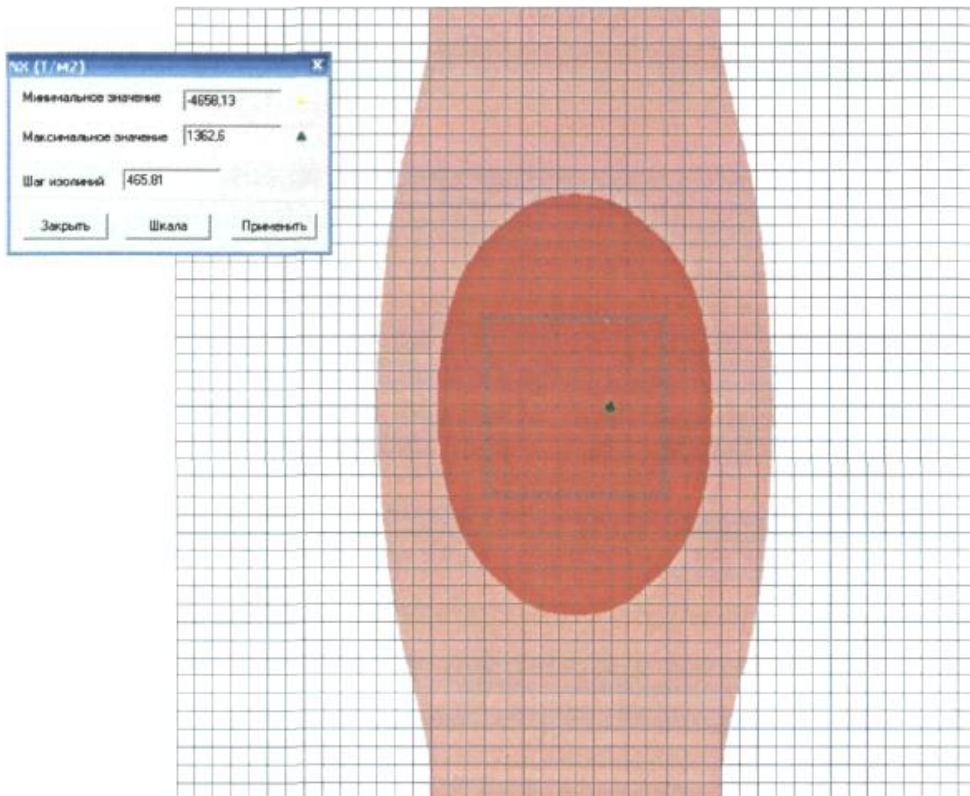 NX (Т/м2)
Минимальное значение -4658,13
Максимальное значение 1362,6
Шаг изолиний 465.81
Закрыть Шкала Применить